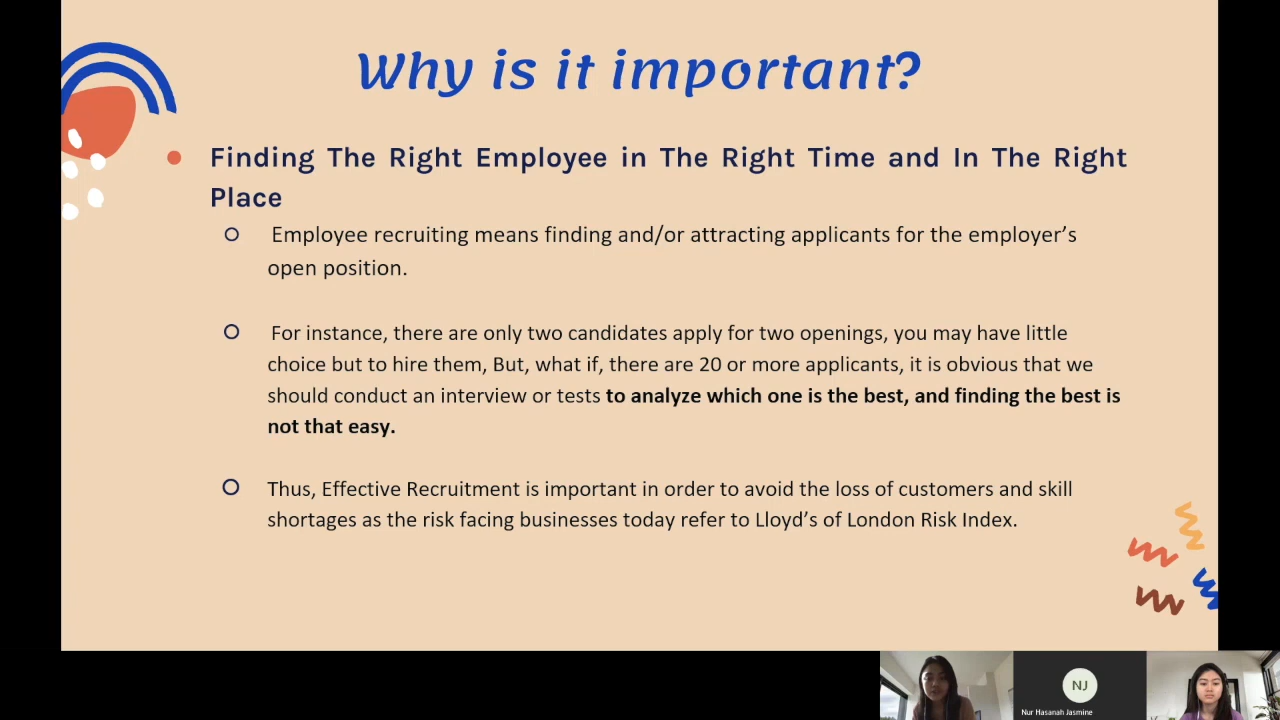 Why is it important?
Finding The Right Employee in The Right Time and In The Right
Place
Employee recruiting means finding and/or attracting applicants for the employer's
open position.
For instance, there are only two candidates apply for two openings, you may have little
choice but to hire them, But, what if, there are 20 or more applicants, it is obvious that we
should conduct an interview or tests to analyze which one is the best, and finding the best is
not that easy.
Thus, Effective Recruitment is important in order to avoid the loss of customers and skill
shortages as the risk facing businesses today refer to Lloyd's of London Risk Index.
NJ
Nur Hasanah Jasmine